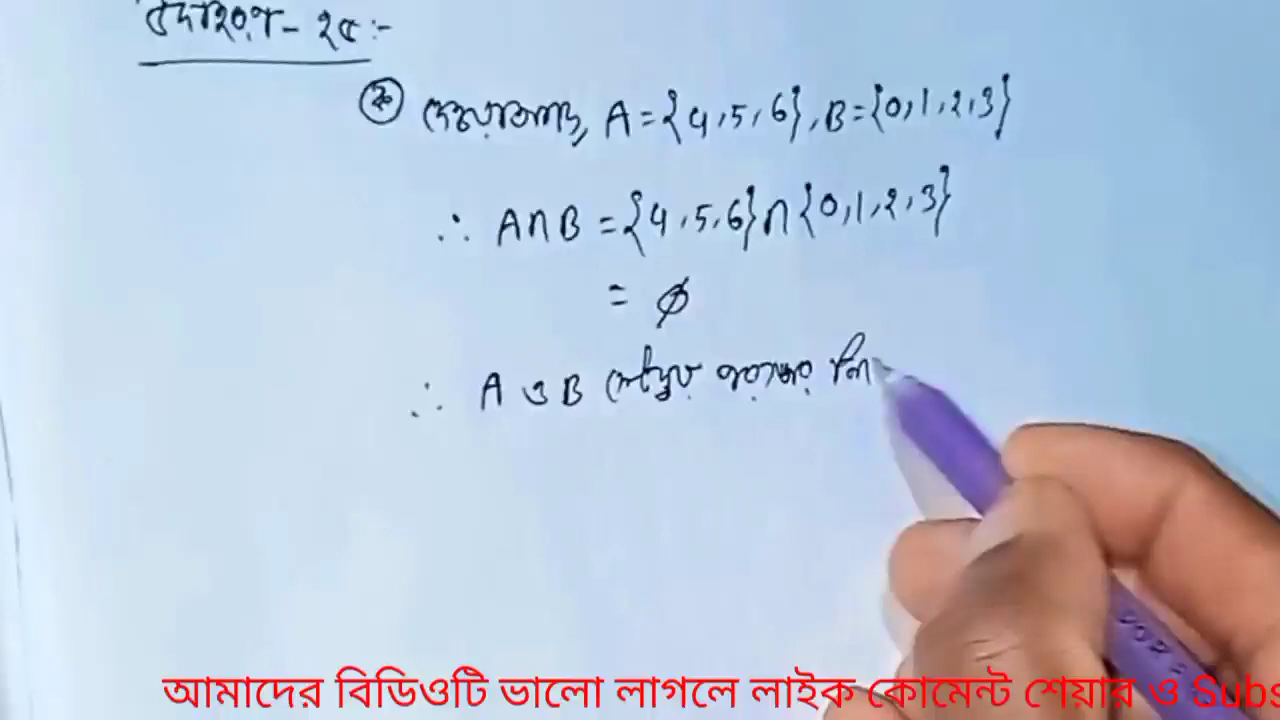 উদাহরণ - ২৫ :-
ক দেওয়া আছে, A = {4, 5, 6}, B = {0, 1, 2, 3}
∴ A ∩ B = {4, 5, 6} ∩ {0, 1, 2, 3}
= ∅
∴ A ও B সেটদ্বয় পরস্পর নি
আমাদের বিডিওটি ভালো লাগলে লাইক কোমেন্ট শেয়ার ও Subs